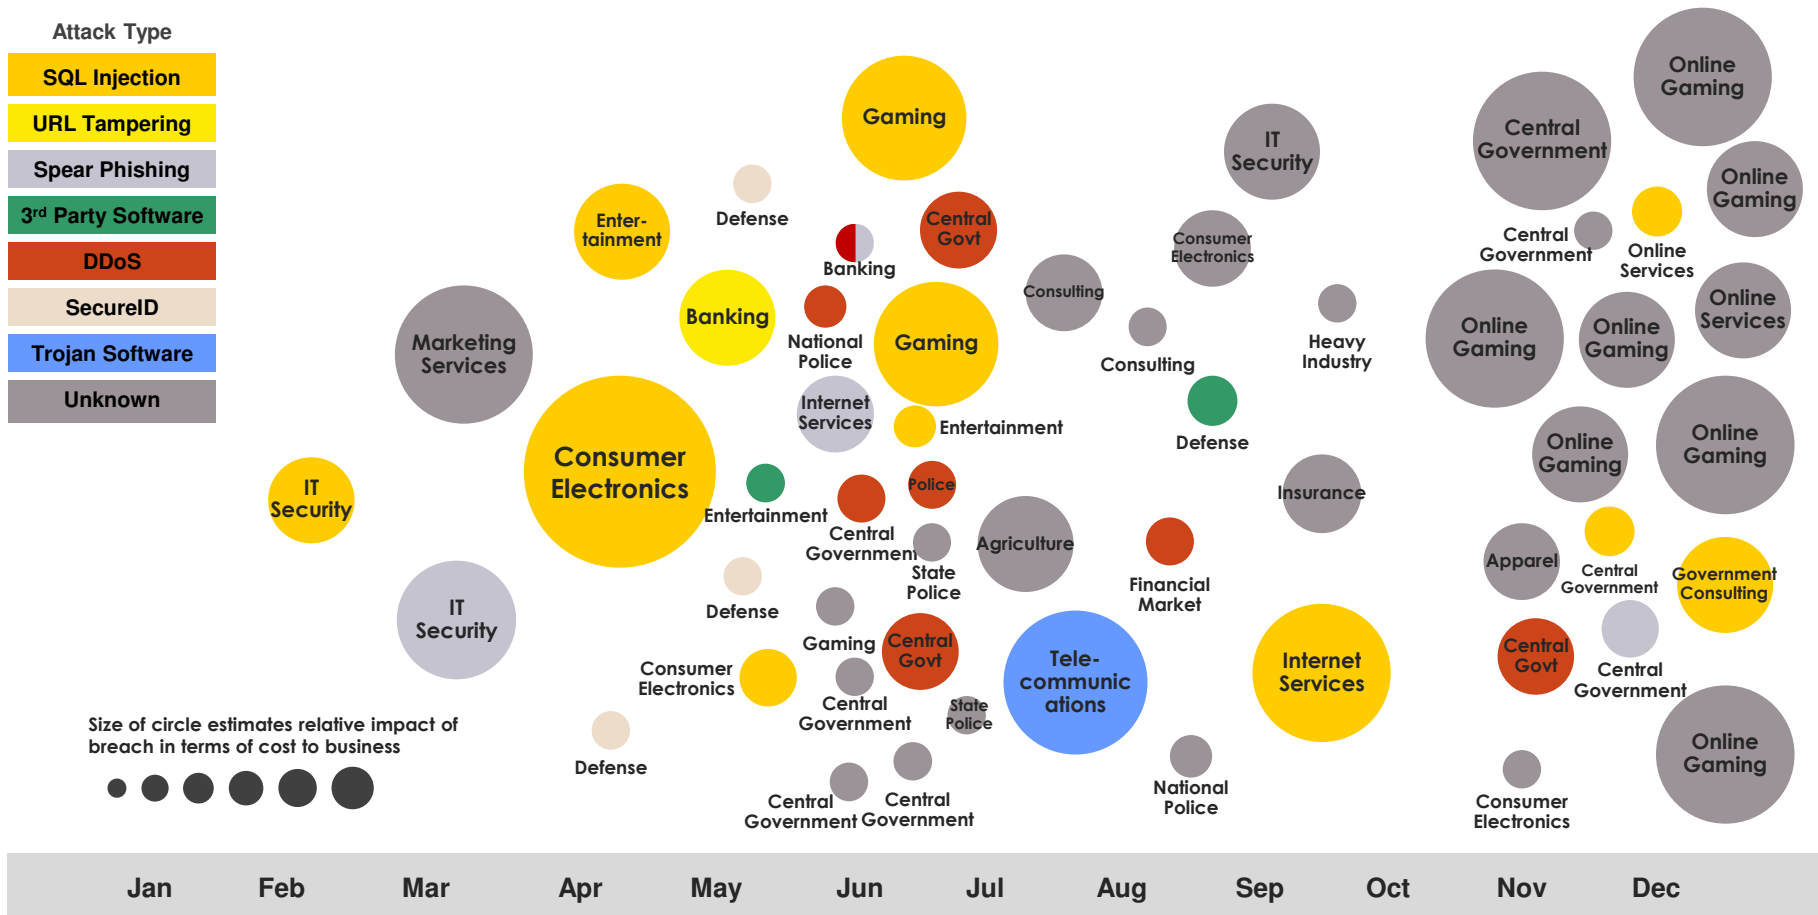 Attack Type
SQL Injection
URL Tampering
Spear Phishing
3rd Party Software
DDoS
SecureID
Trojan Software
Unknown
IT
Security
Marketing
Services
IT
Security
Enter-
tainment
Consumer
Electronics
Defense
Defense
Banking
Entertainment
Defense
Consumer
Electronics
Gaming
Central
Govt
Banking
National
Police
Gaming
Internet
Services
Entertainment
Police
Central
Government
State
Police
Gaming
Central
Govt
Central
Government
State
Police
Central
Government
Central
Government
Consulting
Agriculture
Tele-
communic
ations
IT
Security
Consumer
Electronics
Consulting
Heavy
Industry
Defense
Insurance
Financial
Market
Internet
Services
National
Police
Online
Gaming
Central
Government
Online
Gaming
Central
Government
Online
Services
Online
Gaming
Online
Gaming
Online
Services
Online
Gaming
Online
Gaming
Apparel
Central
Government
Government
Consulting
Central
Govt
Central
Government
Online
Gaming
Consumer
Electronics
Size of circle estimates relative impact of
breach in terms of cost to business
Jan Feb Mar Apr May Jun Jul Aug Sep Oct Nov Dec